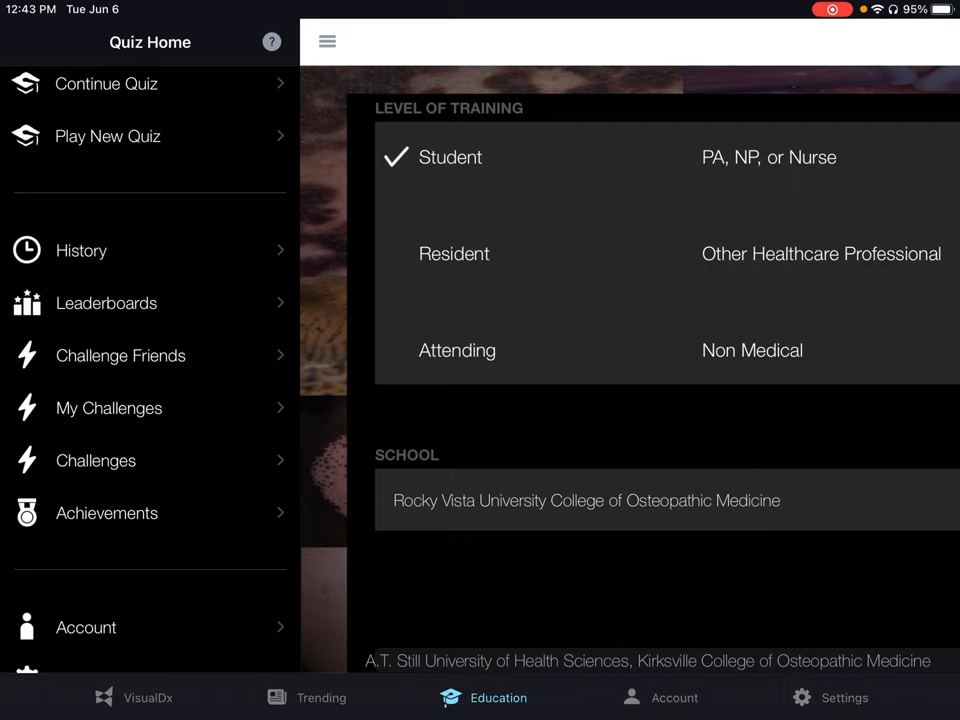 12:43 PM Tue Jun 6
95%
Quiz Home
?
Continue Quiz
Play New Quiz
History
Leaderboards
Challenge Friends
My Challenges
Challenges
Achievements
Account
LEVEL OF TRAINING
Student
PA, NP, or Nurse
Resident
Other Healthcare Professional
Attending
Non Medical
SCHOOL
Rocky Vista University College of Osteopathic Medicine
A.T. Still University of Health Sciences, Kirksville College of Osteopathic Medicine
VisualDx
Trending
Education
Account
Settings